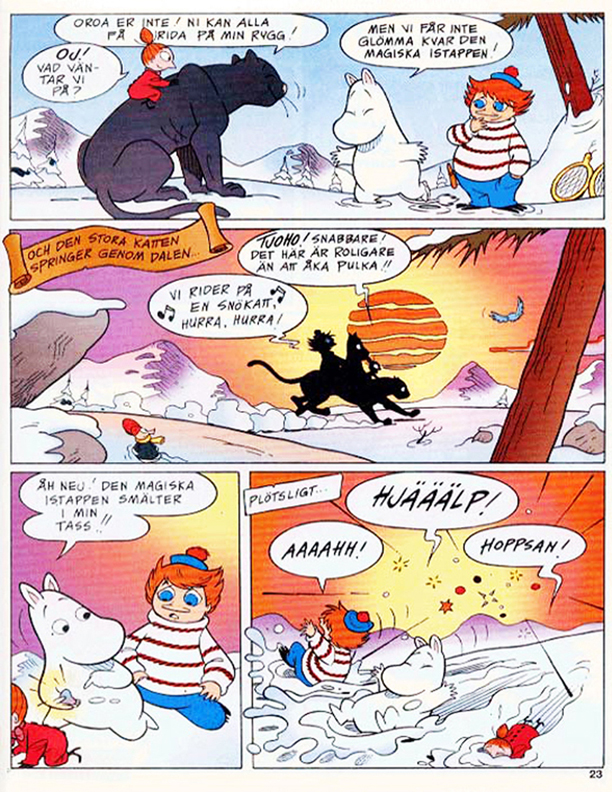 OROA ER INTE! NI KAN ALLA
FÅ RIDA PÅ MIN RYGG!
OJ!
VAD VÄN-
TAR VI
PÅ?
MEN VI FÅR INTE
GLÖMMA KVAR DEN
MAGISKA ISTAPPEN!
OCH DEN STORA KATTEN
SPRINGER GENOM DALEN...
TJOHO! SNABBARE!
DET HÄR ÄR ROLIGARE
ÄN ATT ÅKA PULKA!!
VI RIDER PÅ
EN SNÖKATT,
HURRA, HURRA!
ÅH NEIJ! DEN MAGISKA
ISTAPPEN SMÄLTER
I MIN
TASS!!
PLÖTSLIGT...
HJÄÄÄLP!
AAAAHH!
HOPPSAN!
23